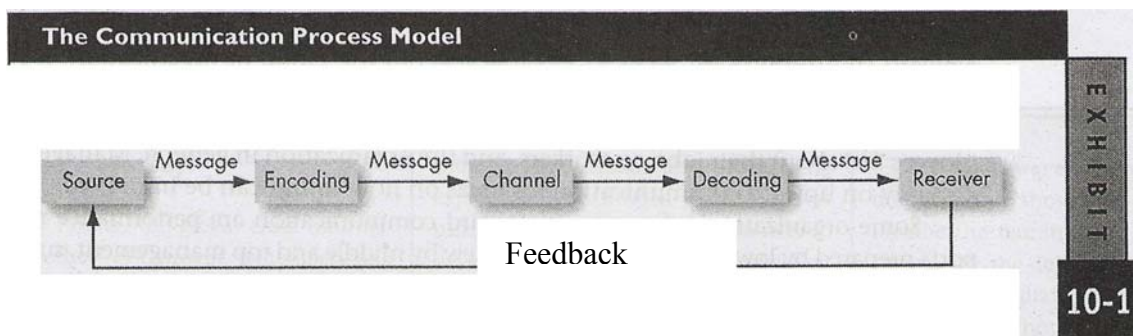 The Communication Process Model
EXHIBIT
Message Message Message Message
Source Encoding Channel Decoding Receiver
Feedback
10-1